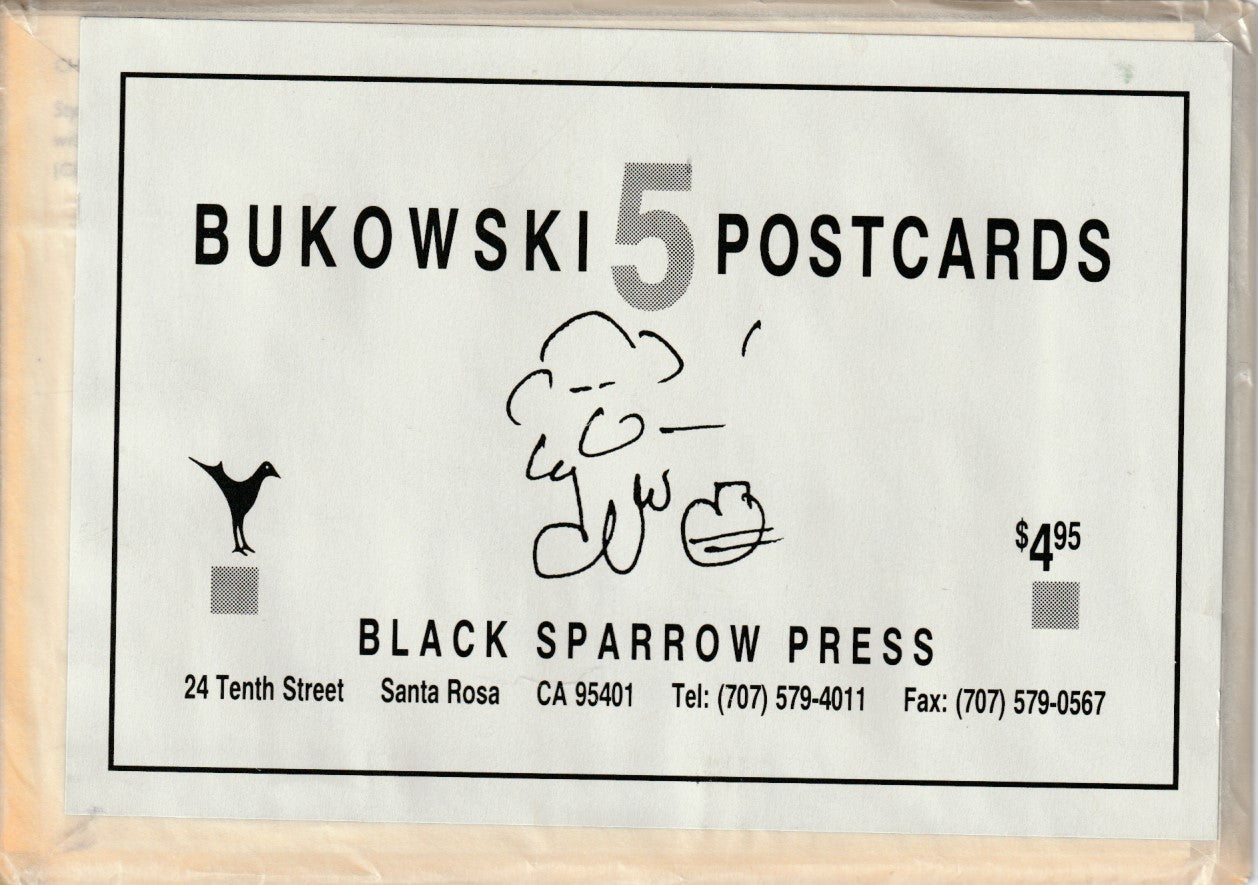 BUKOWSKI 5 POSTCARDS
$4.95
BLACK SPARROW PRESS
24 Tenth Street Santa Rosa CA 95401 Tel: (707) 579-4011 Fax: (707) 579-0567